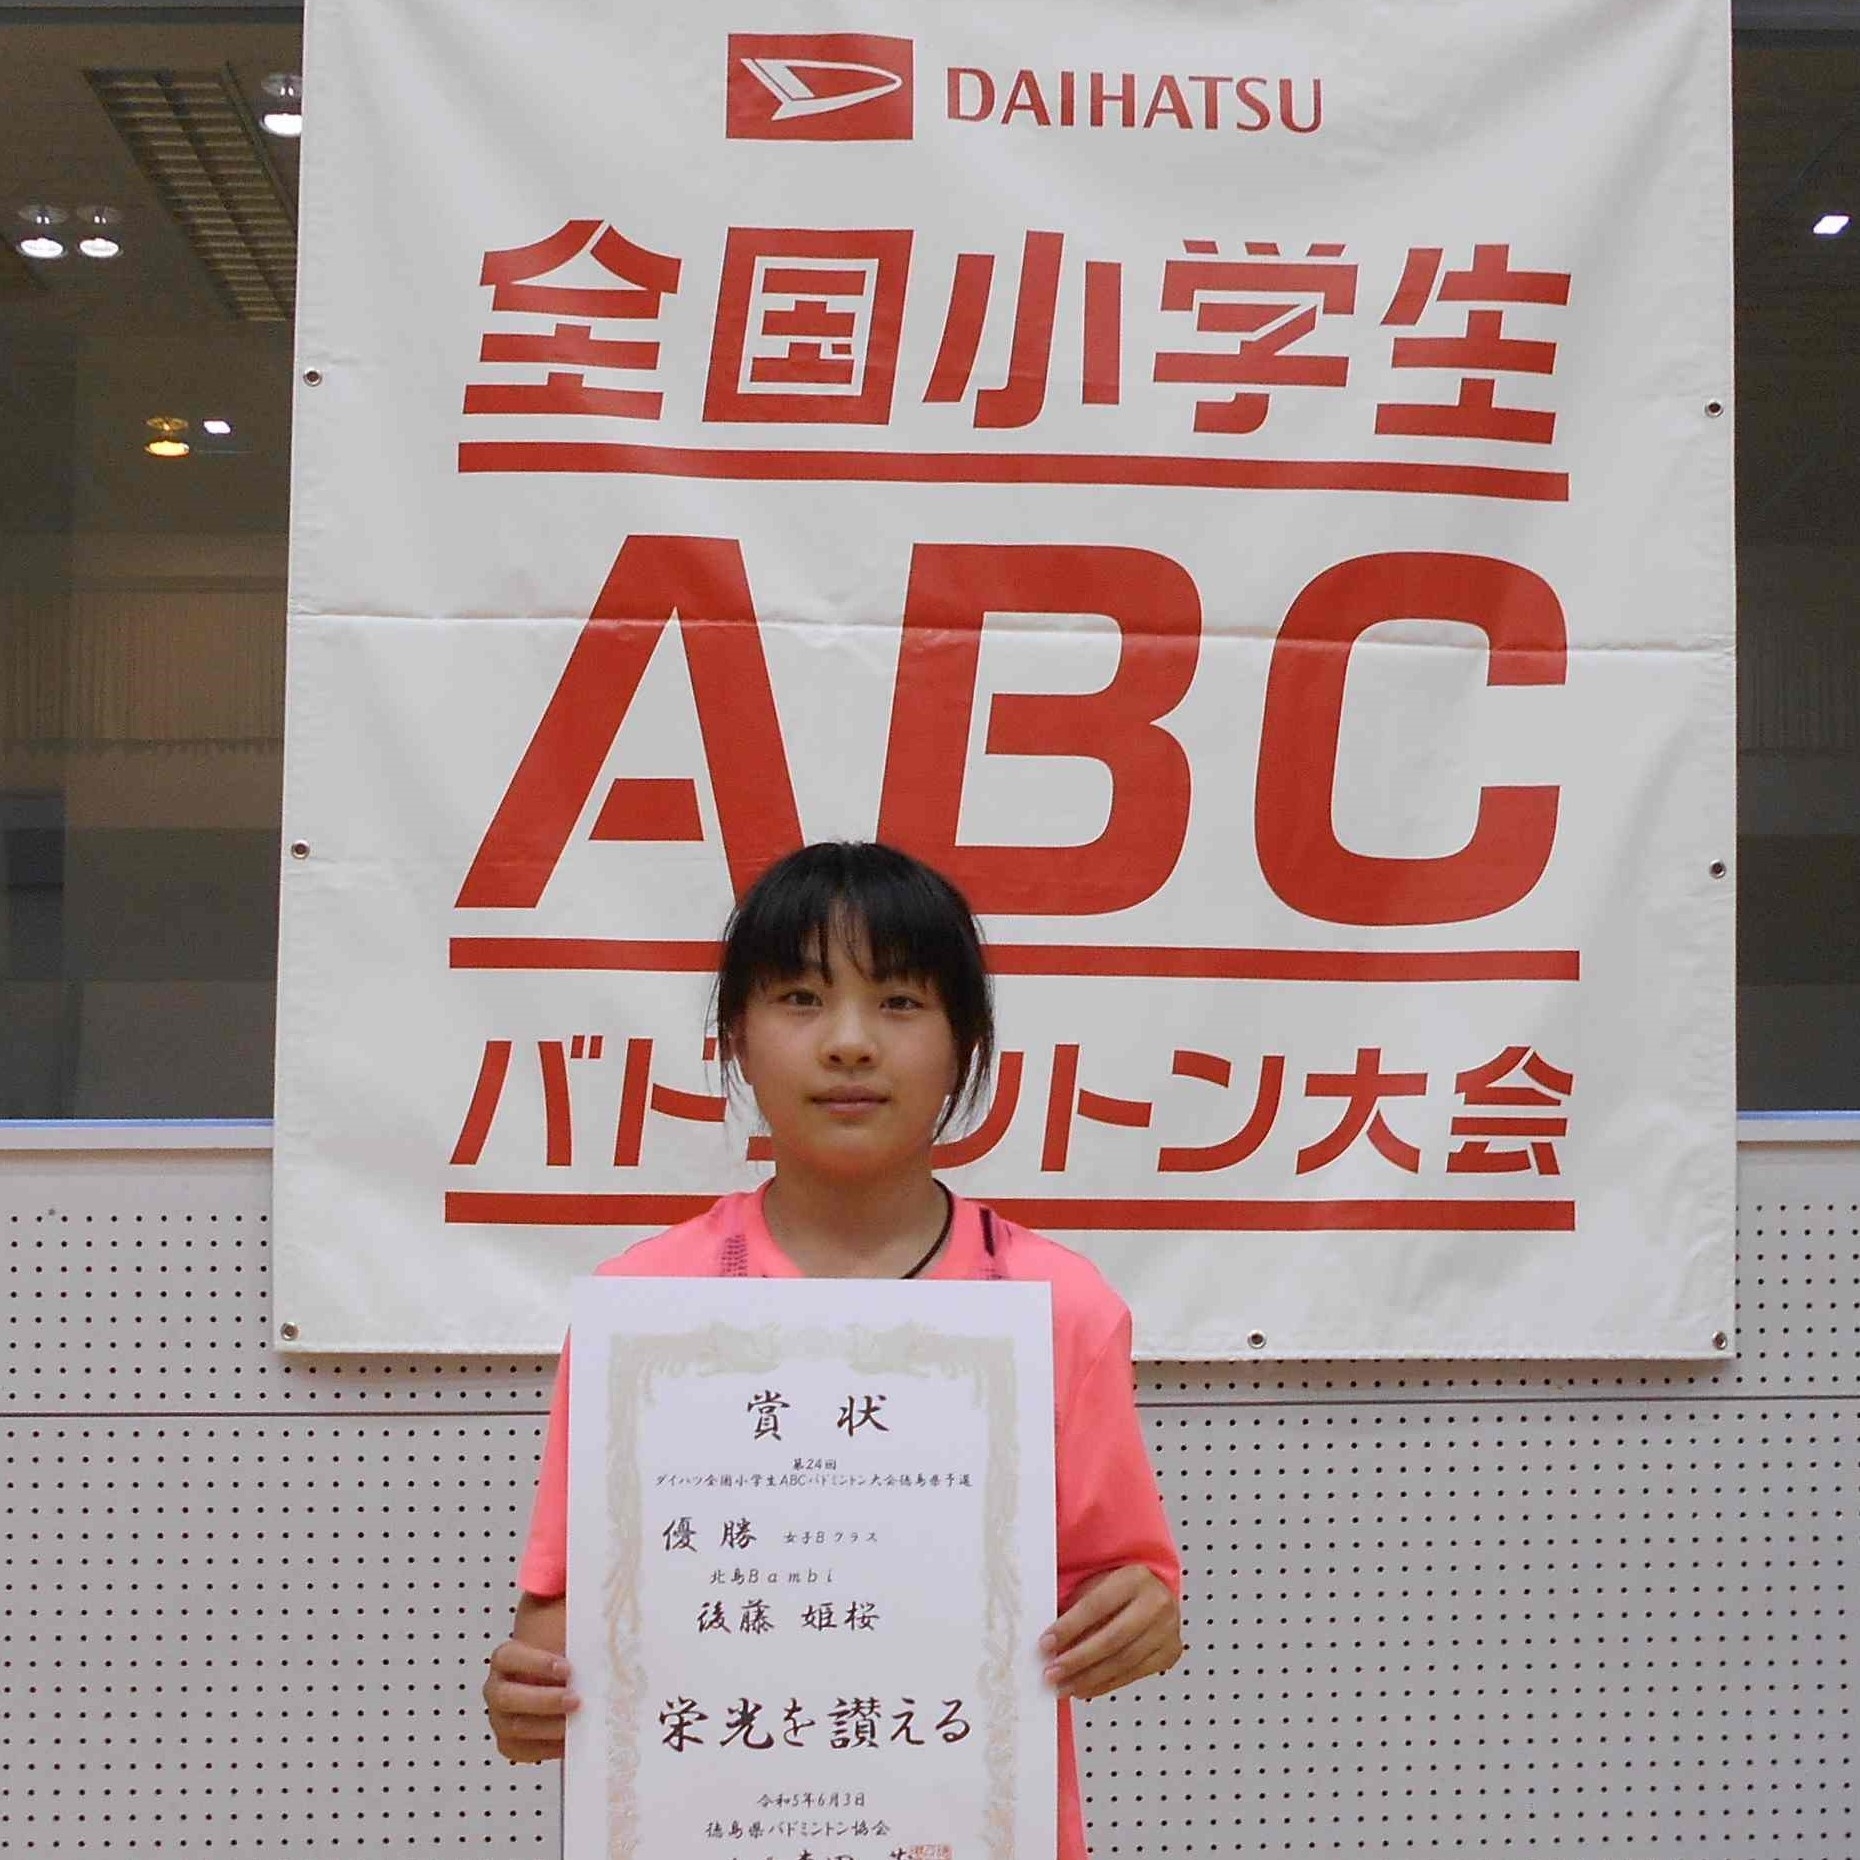 DAIHATSU
全国小学生
ABC
バドミントン大会
賞状
第24回
ダイハツ全国小学生ABCバドミントン大会徳島県予選
優勝 女子Bクラス
北島Bambi
後藤 姫桜
栄光を讃える
令和5年6月3日
徳島県バドミントン協会